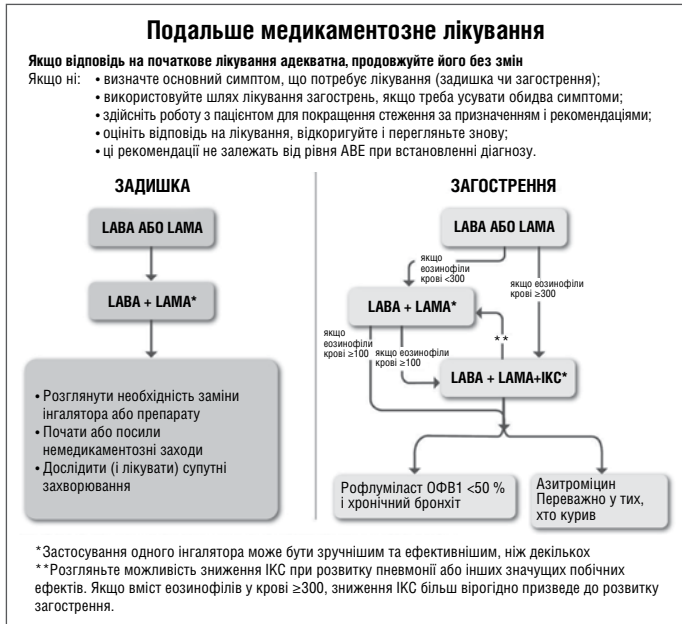 Подальше медикаментозне лікування
Якщо відповідь на початкове лікування адекватна, продовжуйте його без змін
Якщо ні: • визначте основний симптом, що потребує лікування (задишка чи загострення);
• використовуйте шлях лікування загострень, якщо треба усувати обидва симптоми;
• здійсніть роботу з пацієнтом для покращення стеження за призначенням і рекомендаціями;
• оцініть відповідь на лікування, відкоригуйте і перегляньте знову;
• ці рекомендації не залежать від рівня АВЕ при встановленні діагнозу.
ЗАДИШКА
LABA АБО LAMA
LABA + LAMA*
• Розглянути необхідність заміни
інгалятора або препарату
• Почати або посили
немедикаментозні заходи
• Дослідити (і лікувати) супутні
захворювання
ЗАГОСТРЕННЯ
LABA АБО LAMA
якщо
еозинофіли
крові <300
якщо
еозинофіли
крові ≥300
LABA + LAMA*
якщо
еозинофіли
крові ≥100
якщо еозинофіли
крові ≥100
**
LABA + LAMA+ІКС*
Рофлуміласт ОФВ1 <50 %
і хронічний бронхіт
Азитроміцин
Переважно у тих,
хто курив
*Застосування одного інгалятора може бути зручнішим та ефективнішим, ніж декількох
**Розгляньте можливість зниження ІКС при розвитку пневмонії або інших значущих побічних
ефектів. Якщо вміст еозинофілів у крові ≥300, зниження ІКС більш вірогідно призведе до розвитку
загострення.